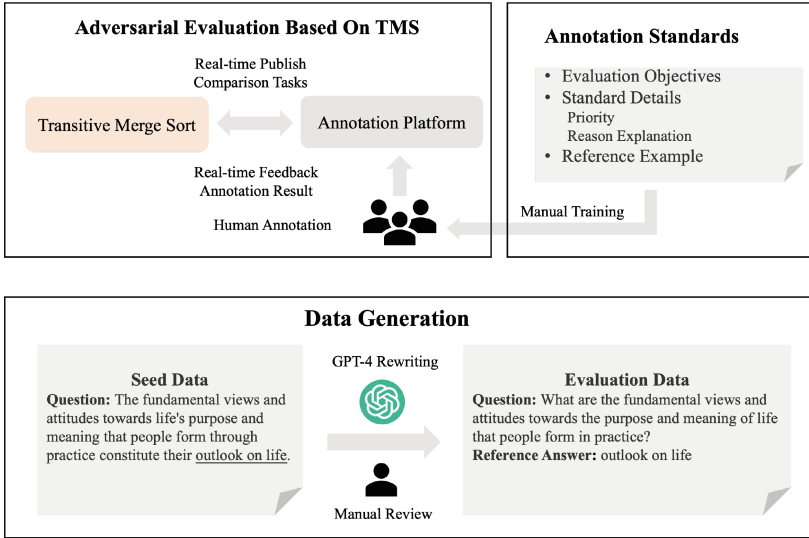 Adversarial Evaluation Based On TMS
Real-time Publish
Comparison Tasks
Transitive Merge Sort
Annotation Platform
Real-time Feedback
Annotation Result
Human Annotation
Annotation Standards
• Evaluation Objectives
• Standard Details
Priority
Reason Explanation
• Reference Example
Manual Training
Data Generation
Seed Data
Question: The fundamental views and
attitudes towards life's purpose and
meaning that people form through
practice constitute their outlook on life.
GPT-4 Rewriting
Manual Review
Evaluation Data
Question: What are the fundamental views and
attitudes towards the purpose and meaning of life
that people form in practice?
Reference Answer: outlook on life